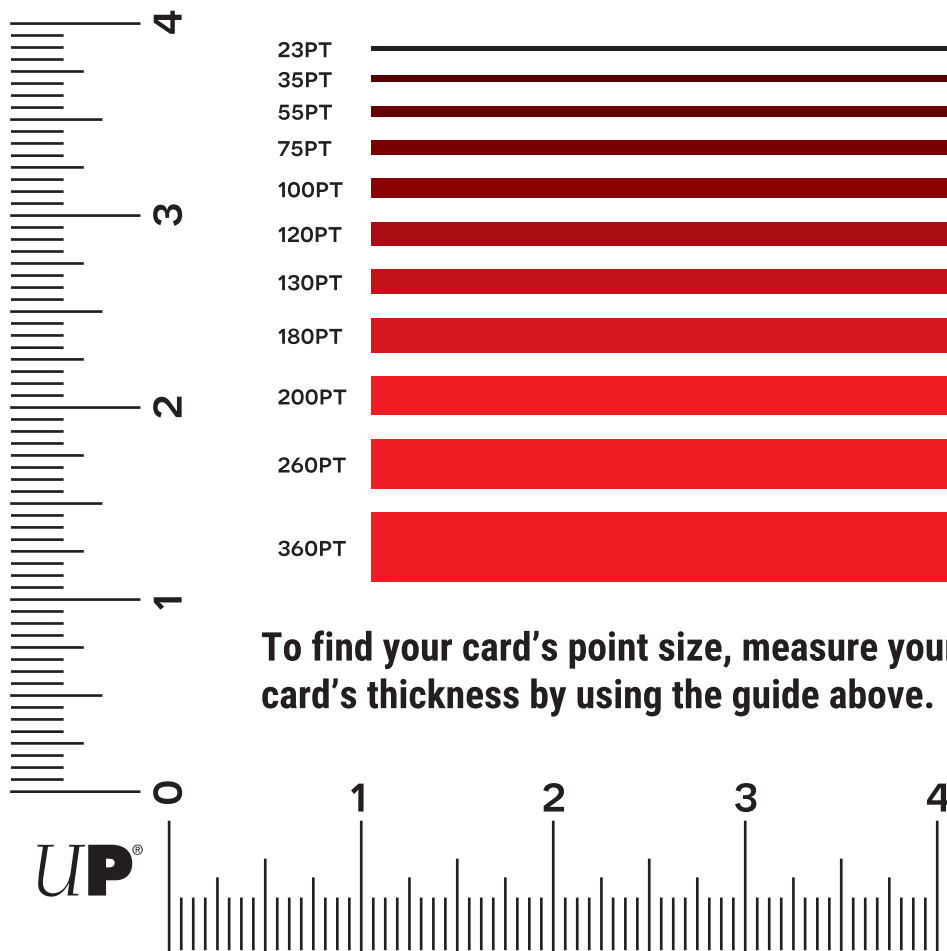 4
3
2
1
0
23PT
35PT
55PT
75PT
100PT
120PT
130PT
180PT
200PT
260PT
360PT
To find your card’s point size, measure your
card’s thickness by using the guide above.
1 2 3 4
UP®